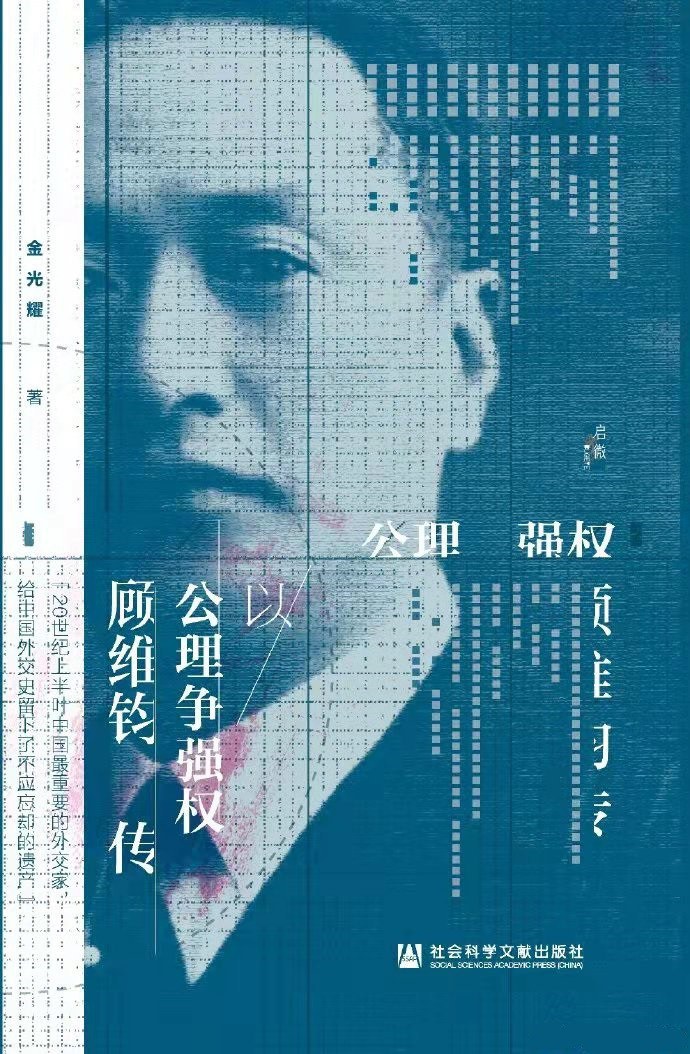 金光耀 著
启微
公理 强权
以
公理争强权
顾维钧 传
20世纪上半叶中国最重要的外交家，
给中国外交史留下了不应忘却的遗产
社会科学文献出版社
SOCIAL SCIENCES ACADEMIC PRESS (CHINA)